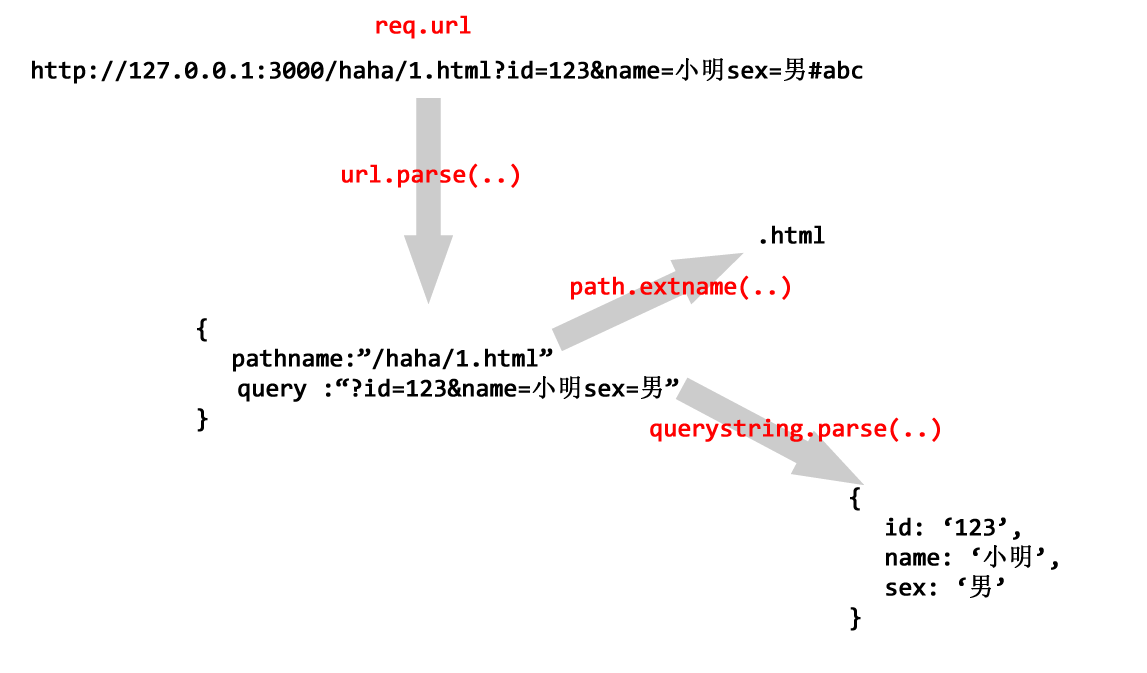 req.url
http://127.0.0.1:3000/haha/1.html?id=123&name=小明sex=男#abc
url.parse(..)
.html
path.extname(..)
{
pathname:”/haha/1.html”
query :“?id=123&name=小明sex=男”
}
querystring.parse(..)
{
id: ‘123’,
name: ‘小明’,
sex: ‘男’
}